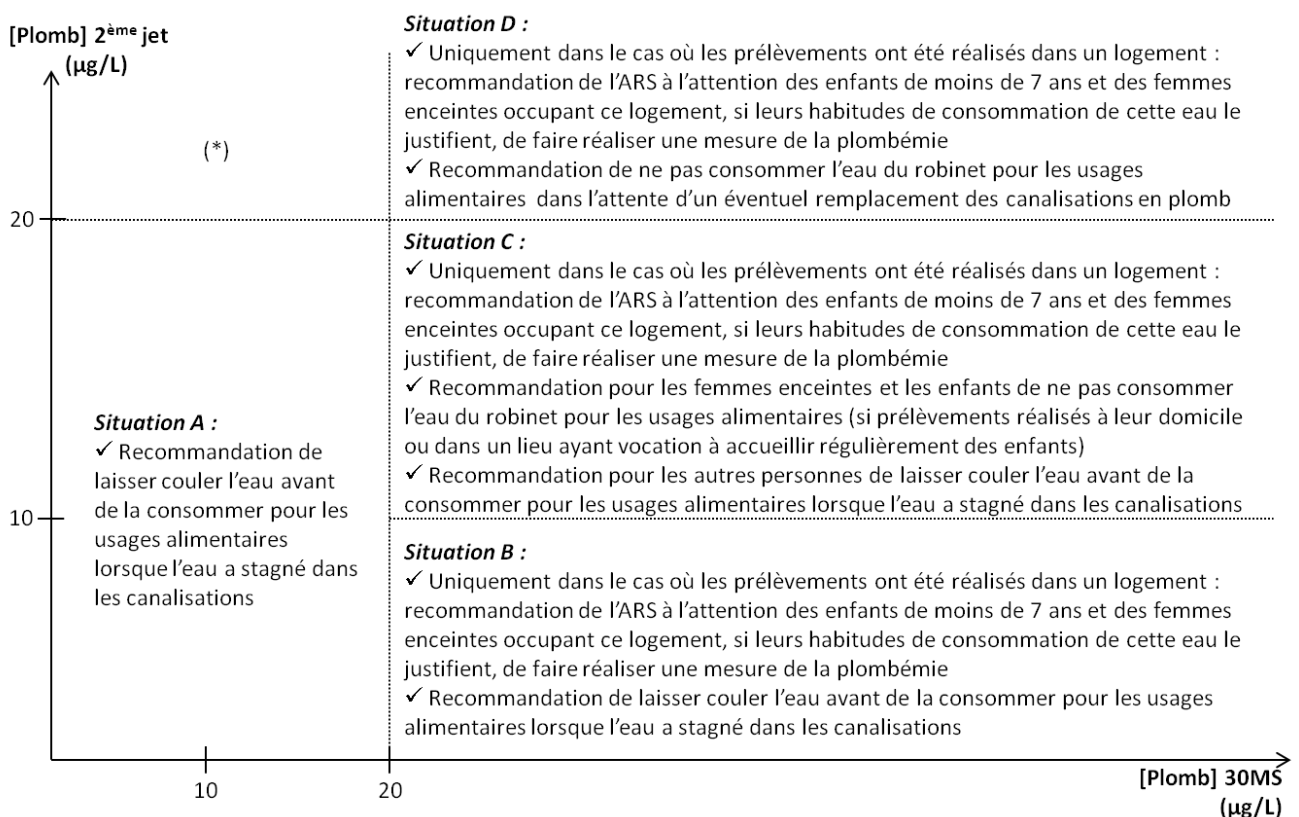 [Plomb] 2ème jet
(µg/L)
(*)
20
10
Situation A :
✓ Recommandation de
laisser couler l'eau avant
de la consommer pour les
usages alimentaires
lorsque l'eau a stagné dans
les canalisations
Situation D :
✓ Uniquement dans le cas où les prélèvements ont été réalisés dans un logement :
recommandation de l'ARS à l'attention des enfants de moins de 7 ans et des femmes
enceintes occupant ce logement, si leurs habitudes de consommation de cette eau le
justifient, de faire réaliser une mesure de la plombémie
✓ Recommandation de ne pas consommer l'eau du robinet pour les usages
alimentaires dans l'attente d'un éventuel remplacement des canalisations en plomb
Situation C :
✓ Uniquement dans le cas où les prélèvements ont été réalisés dans un logement :
recommandation de l'ARS à l'attention des enfants de moins de 7 ans et des femmes
enceintes occupant ce logement, si leurs habitudes de consommation de cette eau le
justifient, de faire réaliser une mesure de la plombémie
✓ Recommandation pour les femmes enceintes et les enfants de ne pas consommer
l'eau du robinet pour les usages alimentaires (si prélèvements réalisés à leur domicile
ou dans un lieu ayant vocation à accueillir régulièrement des enfants)
✓ Recommandation pour les autres personnes de laisser couler l'eau avant de la
consommer pour les usages alimentaires lorsque l'eau a stagné dans les canalisations
Situation B :
✓ Uniquement dans le cas où les prélèvements ont été réalisés dans un logement :
recommandation de l'ARS à l'attention des enfants de moins de 7 ans et des femmes
enceintes occupant ce logement, si leurs habitudes de consommation de cette eau le
justifient, de faire réaliser une mesure de la plombémie
✓ Recommandation de laisser couler l'eau avant de la consommer pour les usages
alimentaires lorsque l'eau a stagné dans les canalisations
10
20
[Plomb] 30MS
(µg/L)